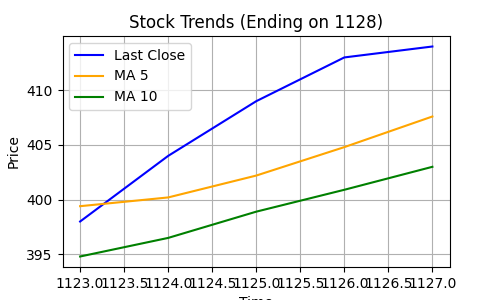 Stock Trends (Ending on 1128)
Last Close
MA 5
MA 10
Price
410
405
400
395
1123.0 1123.5 1124.0 1124.5 1125.0 1125.5 1126.0 1126.5 1127.0
Time